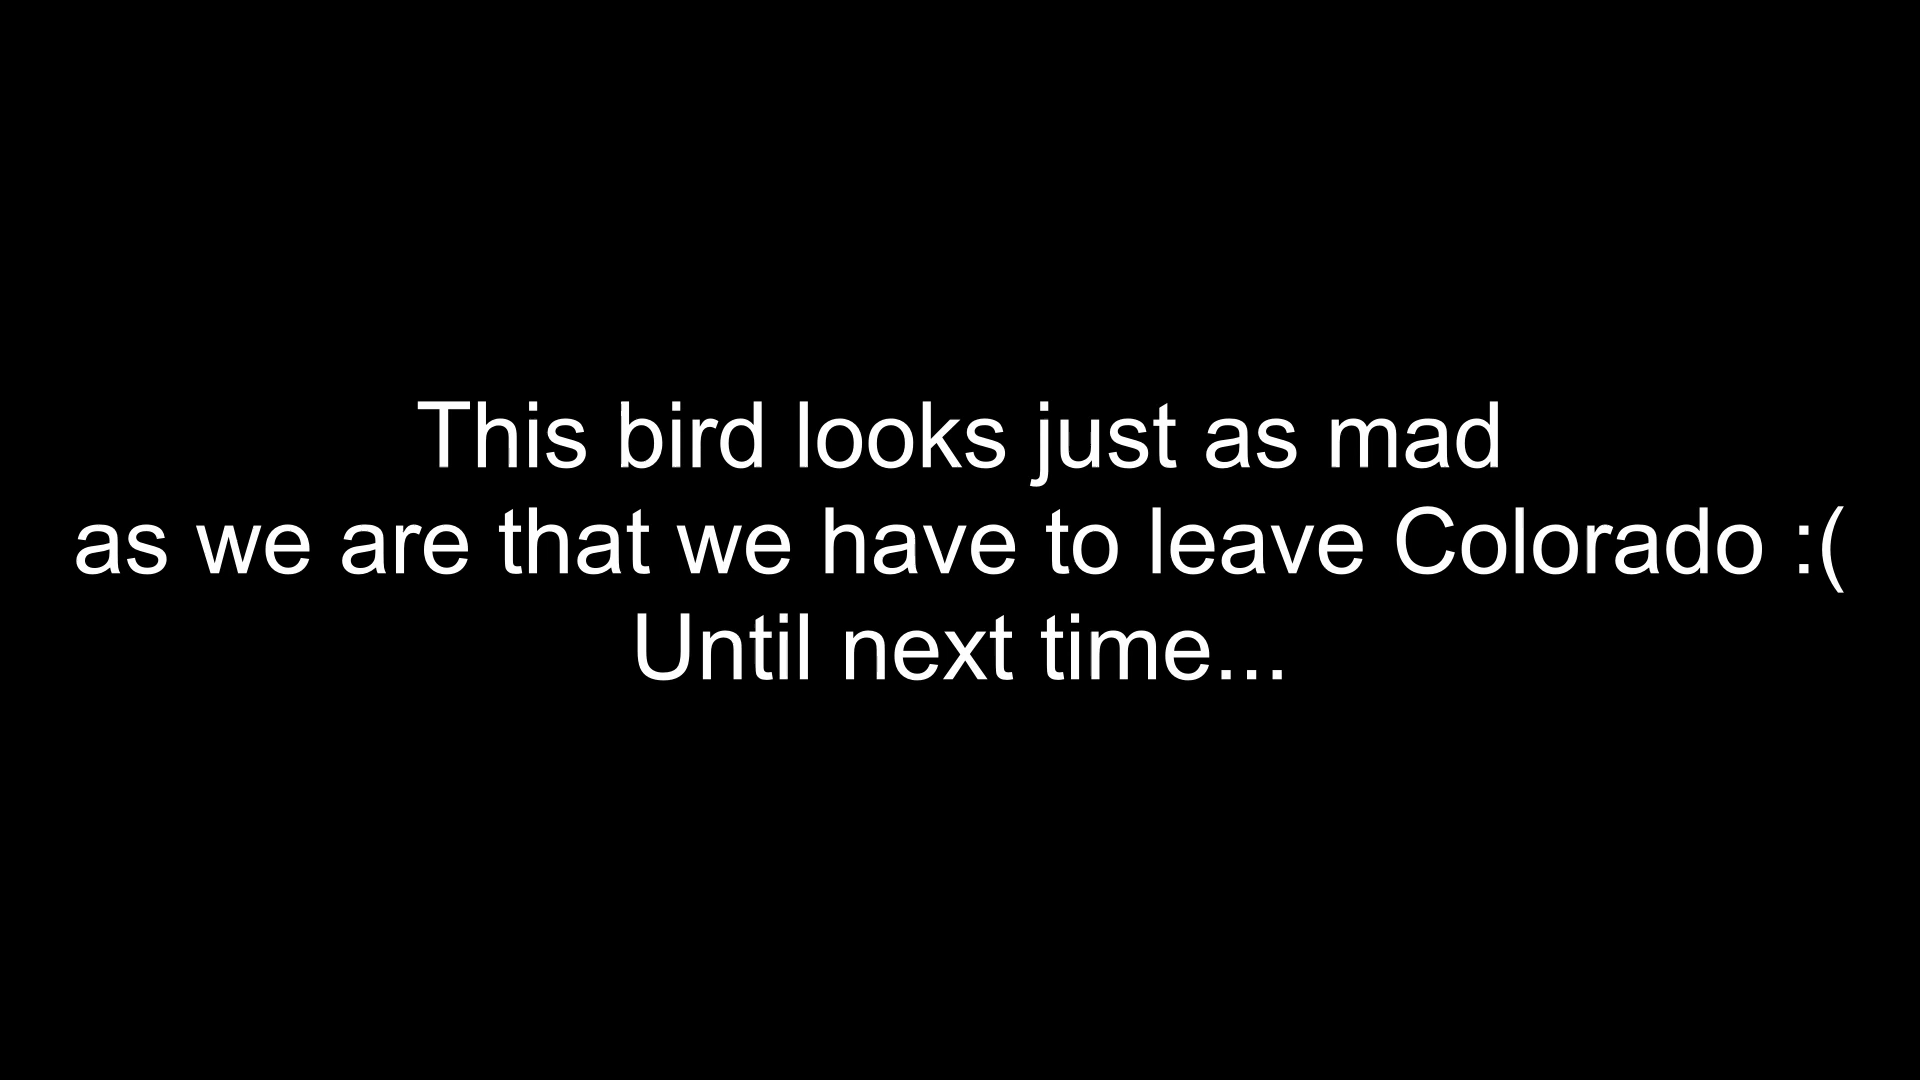 This bird looks just as mad
as we are that we have to leave Colorado :(
Until next time...